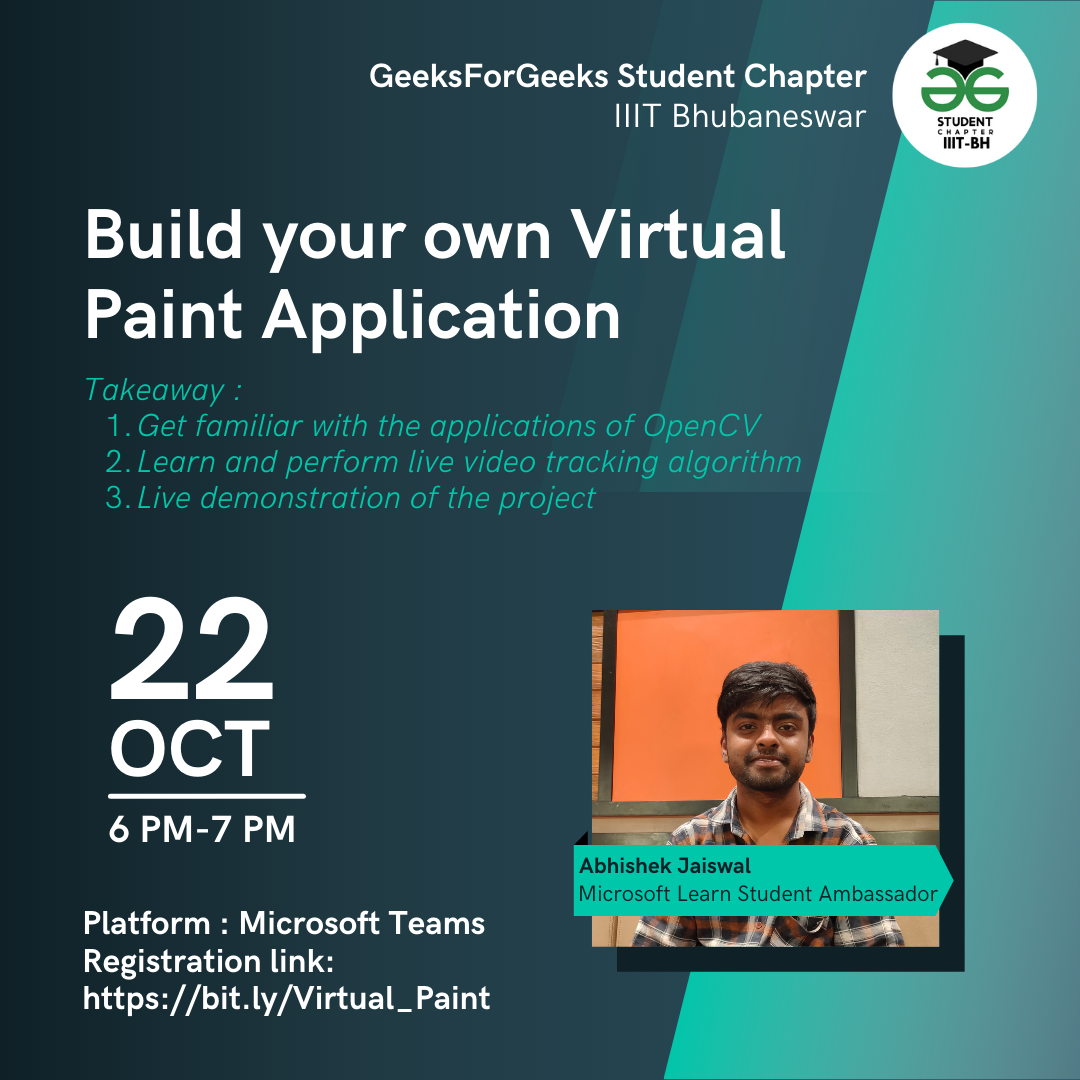 GeeksForGeeks Student Chapter
IIIT Bhubaneswar
STUDENT
CHAPTER
IIIT-BH
Build your own Virtual
Paint Application
Takeaway :
1. Get familiar with the applications of OpenCV
2. Learn and perform live video tracking algorithm
3. Live demonstration of the project
22
OCT
6 PM-7 PM
Abhishek Jaiswal
Microsoft Learn Student Ambassador
Platform : Microsoft Teams
Registration link:
https://bit.ly/Virtual_Paint